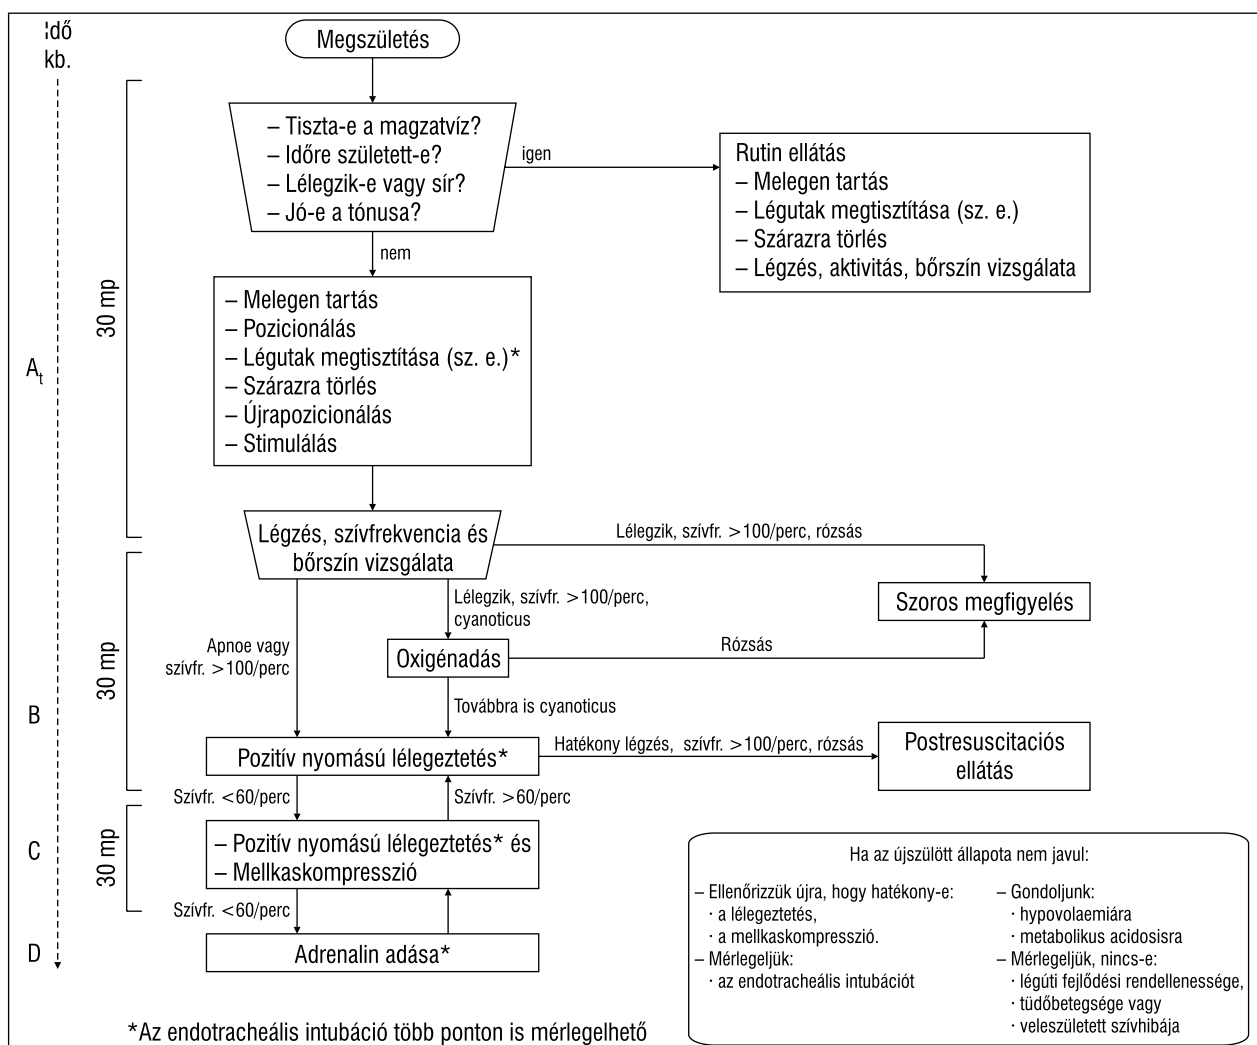 Idő
kb.
Megszületés
– Tiszta-e a magzatvíz?
– Időre született-e?
– Lélegzik-e vagy sír?
– Jó-e a tónusa?
igen
Rutin ellátás
– Melegen tartás
– Légutak megtisztítása (sz. e.)
– Szárazra törlés
– Légzés, aktivitás, bőrszín vizsgálata
nem
30 mp
At
– Melegen tartás
– Pozicionálás
– Légutak megtisztítása (sz. e.)*
– Szárazra törlés
– Újrapozicionálás
– Stimulálás
Légzés, szívfrekvencia és
bőrszín vizsgálata
Lélegzik, szívfr. >100/perc, rózsás
Szoros megfigyelés
Lélegzik, szívfr. >100/perc,
cyanoticus
Apnoe vagy
szívfr. >100/perc
Oxigénadás
Rózsás
30 mp
B
Továbbra is cyanoticus
Pozitív nyomású lélegeztetés*
Hatékony légzés, szívfr. >100/perc, rózsás
Postresuscitaciós
ellátás
Szívfr. <60/perc
Szívfr. >60/perc
30 mp
C
– Pozitív nyomású lélegeztetés* és
– Mellkaskompresszió
Szívfr. <60/perc
D
Adrenalin adása*
Ha az újszülött állapota nem javul:
– Ellenőrizzük újra, hogy hatékony-e:
· a lélegeztetés,
· a mellkaskompresszió.
– Mérlegeljük:
· az endotracheális intubációt
– Gondoljunk:
· hypovolaemiára
· metabolikus acidosisra
– Mérlegeljük, nincs-e:
· légúti fejlődési rendellenessége,
· tüdőbetegsége vagy
· veleszületett szívhibája
*Az endotracheális intubáció több ponton is mérlegelhető